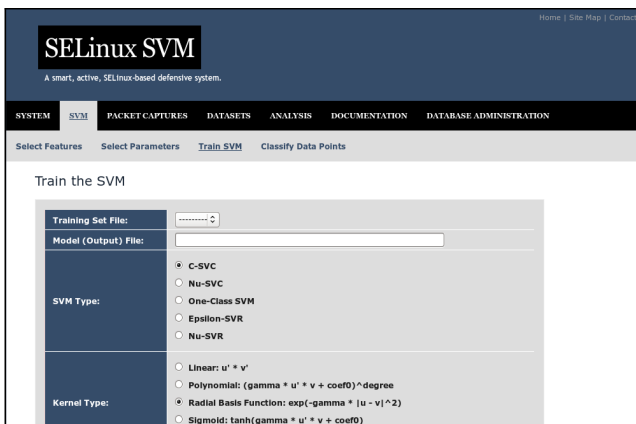 Home | Site Map | Contact
SELinux SVM
A smart, active, SELinux-based defensive system.
SYSTEM SVM PACKET CAPTURES DATASETS ANALYSIS DOCUMENTATION DATABASE ADMINISTRATION
Select Features Select Parameters Train SVM Classify Data Points
Train the SVM
Training Set File: ---------
Model (Output) File:
SVM Type:
C-SVC
Nu-SVC
One-Class SVM
Epsilon-SVR
Nu-SVR
Kernel Type:
Linear: u' * v'
Polynomial: (gamma * u' * v + coef0)^degree
Radial Basis Function: exp(-gamma * |u - v|^2)
Sigmoid: tanh(gamma * u' * v + coef0)